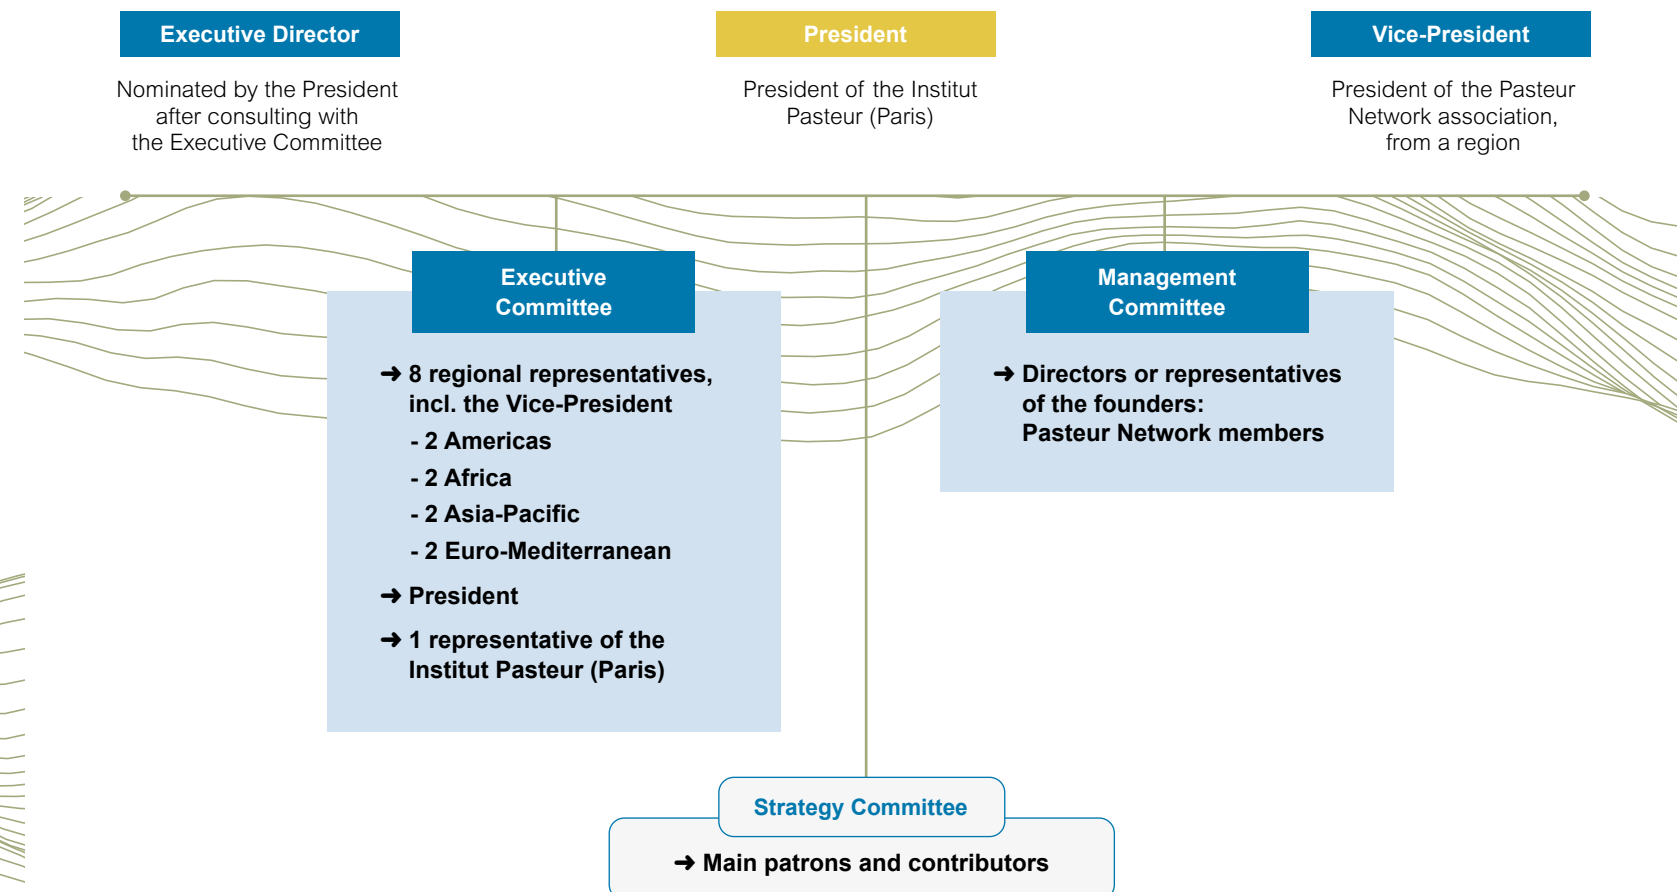 Executive Director
Nominated by the President
after consulting with
the Executive Committee
President
President of the Institut
Pasteur (Paris)
Vice-President
President of the Pasteur
Network association,
from a region
Executive
Committee
➜ 8 regional representatives,
incl. the Vice-President
- 2 Americas
- 2 Africa
- 2 Asia-Pacific
- 2 Euro-Mediterranean
➜ President
➜ 1 representative of the
Institut Pasteur (Paris)
Management
Committee
➜ Directors or representatives
of the founders:
Pasteur Network members
Strategy Committee
➜ Main patrons and contributors